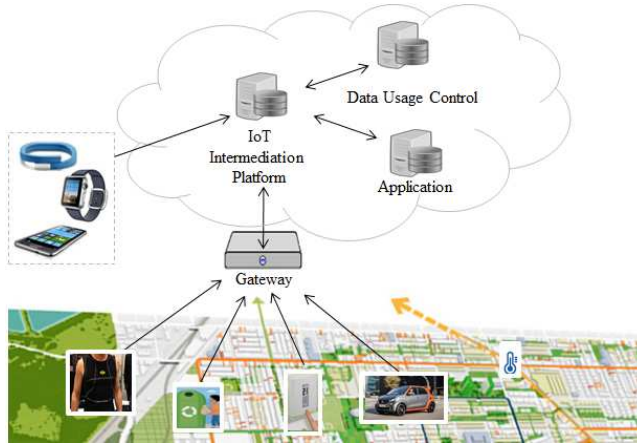 Data Usage Control
IoT
Intermediation
Platform
Application
Gateway